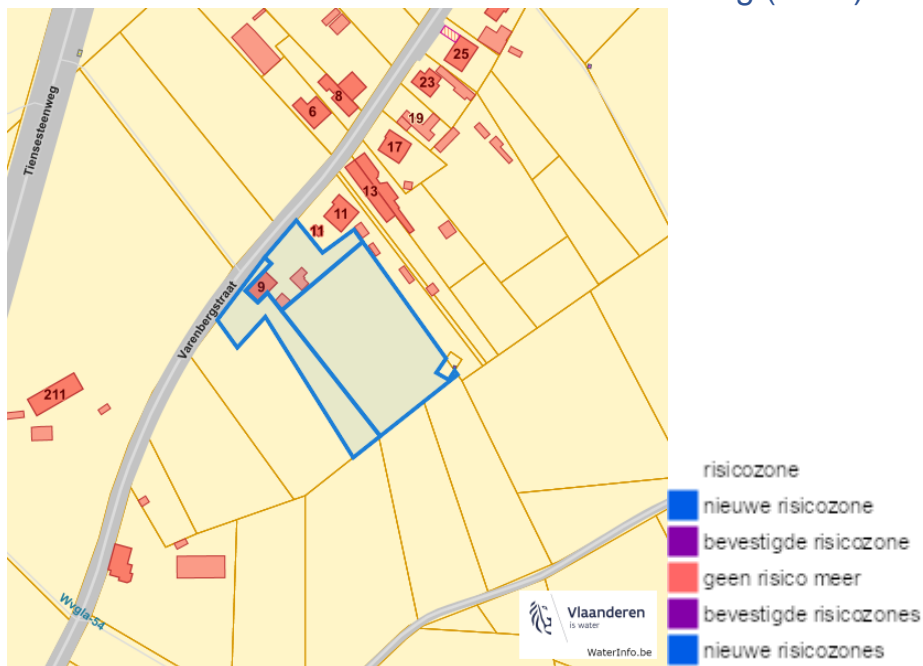 25
23
8
6
19
17
Tiensesteenweg
13
11
11
9
Varenbergstraat
211
risicozone
nieuwe risicozone
bevestigde risicozone
geen risico meer
Wvgla-54
Vlaanderen
is water
bevestigde risicozones
WaterInfo.be
nieuwe risicozones